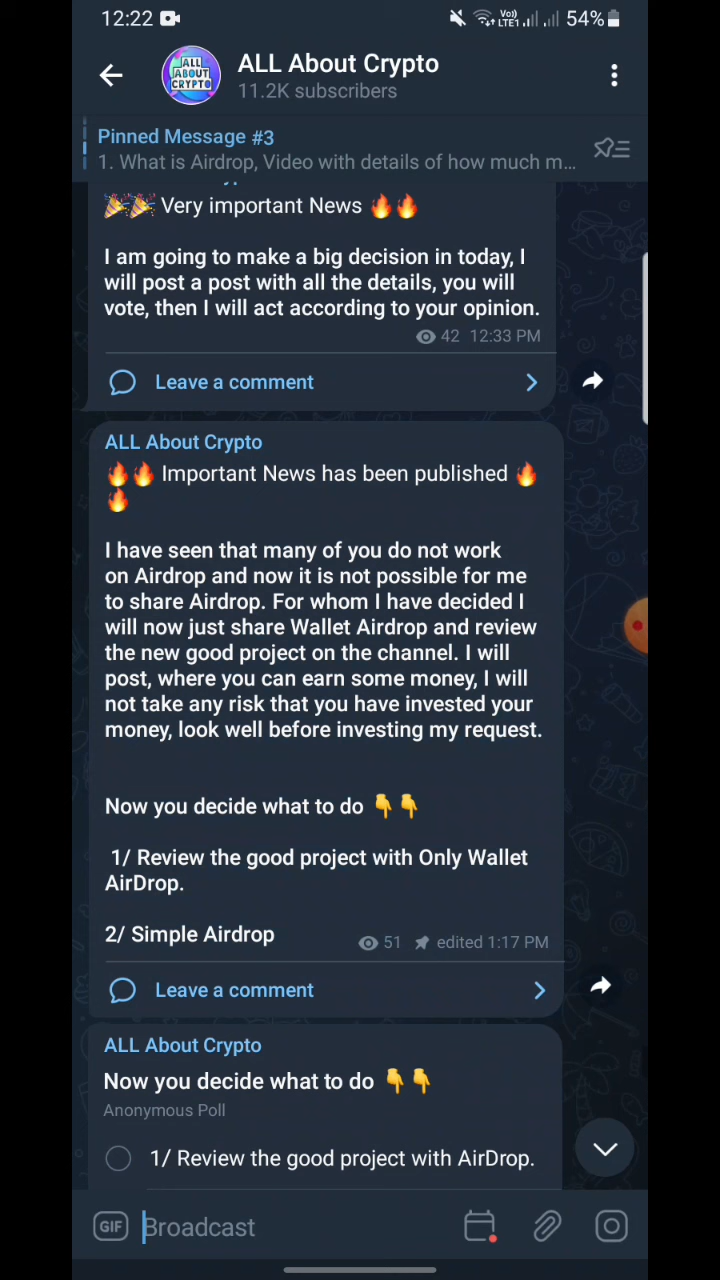 12:22
Vo)) LTE1 54%
ALL ABOUT CRYPTO
ALL About Crypto
11.2K subscribers
Pinned Message #3
1. What is Airdrop, Video with details of how much m...
🎉🎉 Very important News 🔥🔥
I am going to make a big decision in today, I
will post a post with all the details, you will
vote, then I will act according to your opinion.
42 12:33 PM
Leave a comment
ALL About Crypto
🔥🔥 Important News has been published 🔥
🔥
I have seen that many of you do not work
on Airdrop and now it is not possible for me
to share Airdrop. For whom I have decided I
will now just share Wallet Airdrop and review
the new good project on the channel. I will
post, where you can earn some money, I will
not take any risk that you have invested your
money, look well before investing my request.
Now you decide what to do 👇👇
1/ Review the good project with Only Wallet
AirDrop.
2/ Simple Airdrop
51 edited 1:17 PM
Leave a comment
ALL About Crypto
Now you decide what to do 👇👇
Anonymous Poll
1/ Review the good project with AirDrop.
GIF Broadcast